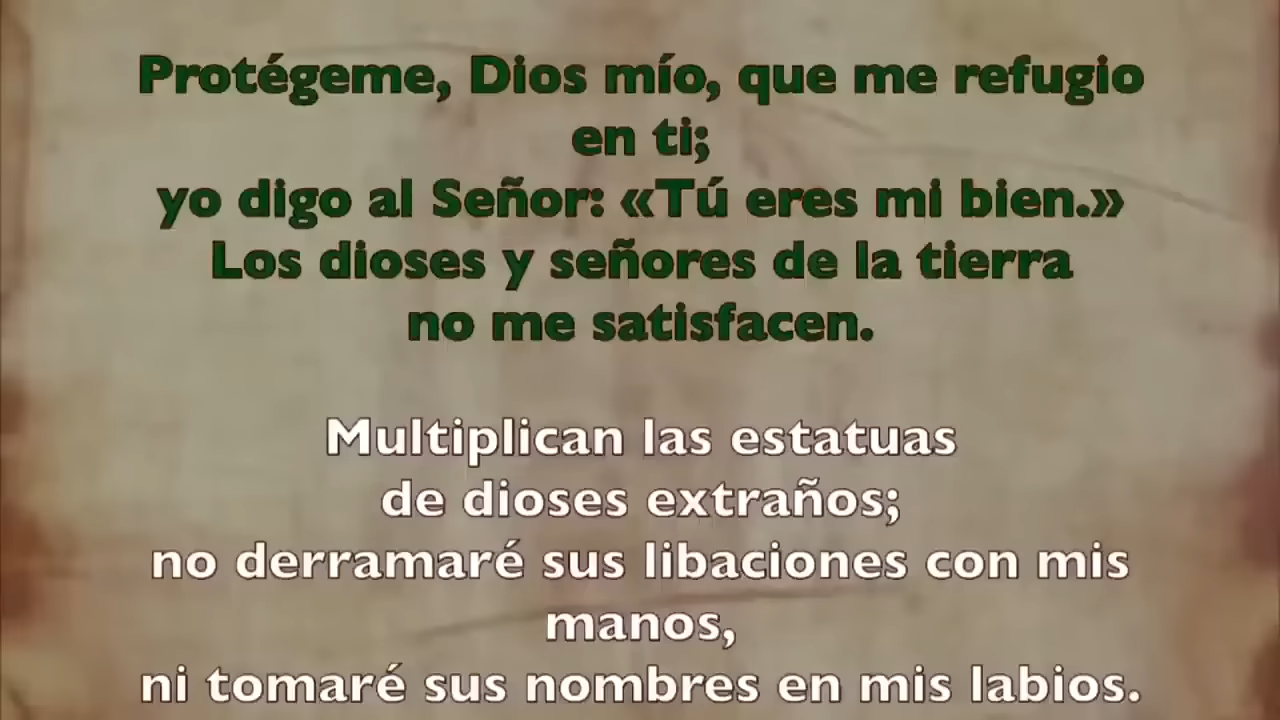 Protégeme, Dios mío, que me refugio
en ti;
yo digo al Señor: «Tú eres mi bien.»
Los dioses y señores de la tierra
no me satisfacen.
Multiplican las estatuas
de dioses extraños;
no derramaré sus libaciones con mis
manos,
ni tomaré sus nombres en mis labios.